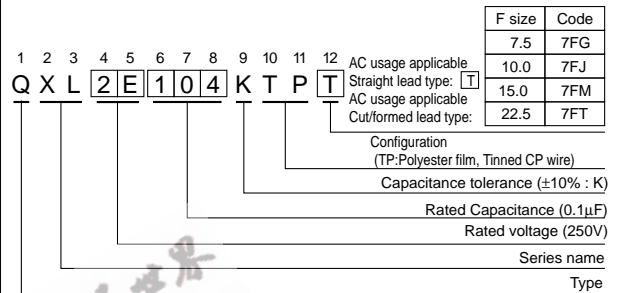 F size Code
7.5 7FG
10.0 7FJ
15.0 7FM
22.5 7FT
1 2 3 4 5 6 7 8 9 10 11 12
Q X L 2 E 1 0 4 K T P T
AC usage applicable
Straight lead type: T
AC usage applicable
Cut/formed lead type:
Configuration
(TP:Polyester film, Tinned CP wire)
Capacitance tolerance (±10% : K)
Rated Capacitance (0.1μF)
Rated voltage (250V)
Series name
Type